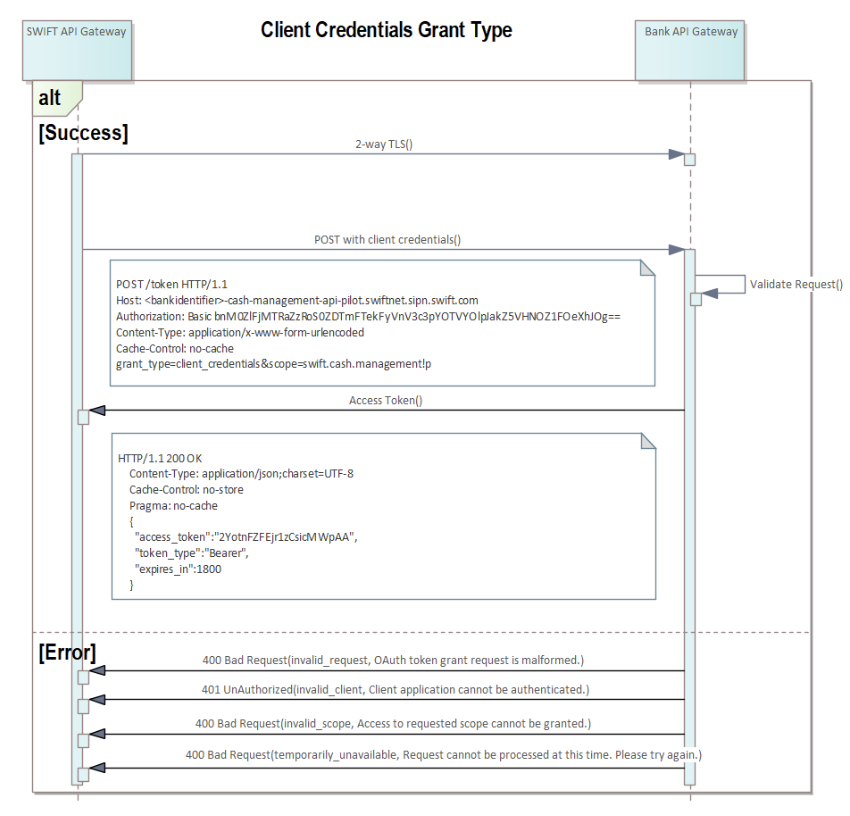 SWIFT API Gateway
Client Credentials Grant Type
Bank API Gateway
alt
[Success]
2-way TLS()
POST with client credentials()
Validate Request()
POST /token HTTP/1.1
Host: <bankidentifier>-cash-management-api-pilot.swiftnet.sipn.swift.com
Authorization: Basic bnM0ZlFjMTRaZzRoS0ZDTmFTekFyVnV3c3pYOTVYOlpJakZ5VHNOZ1FOeXhJOg==
Content-Type: application/x-www-form-urlencoded
Cache-Control: no-cache
grant_type=client_credentials&scope=swift.cash.management!p
Access Token()
HTTP/1.1 200 OK
Content-Type: application/json;charset=UTF-8
Cache-Control: no-store
Pragma: no-cache
{
"access_token":"2YotnFZFEjr1zCsicMWpAA",
"token_type":"Bearer",
"expires_in":1800
}
[Error]
400 Bad Request(invalid_request, OAuth token grant request is malformed.)
401 UnAuthorized(invalid_client, Client application cannot be authenticated.)
400 Bad Request(invalid_scope, Access to requested scope cannot be granted.)
400 Bad Request(temporarily_unavailable, Request cannot be processed at this time. Please try again.)